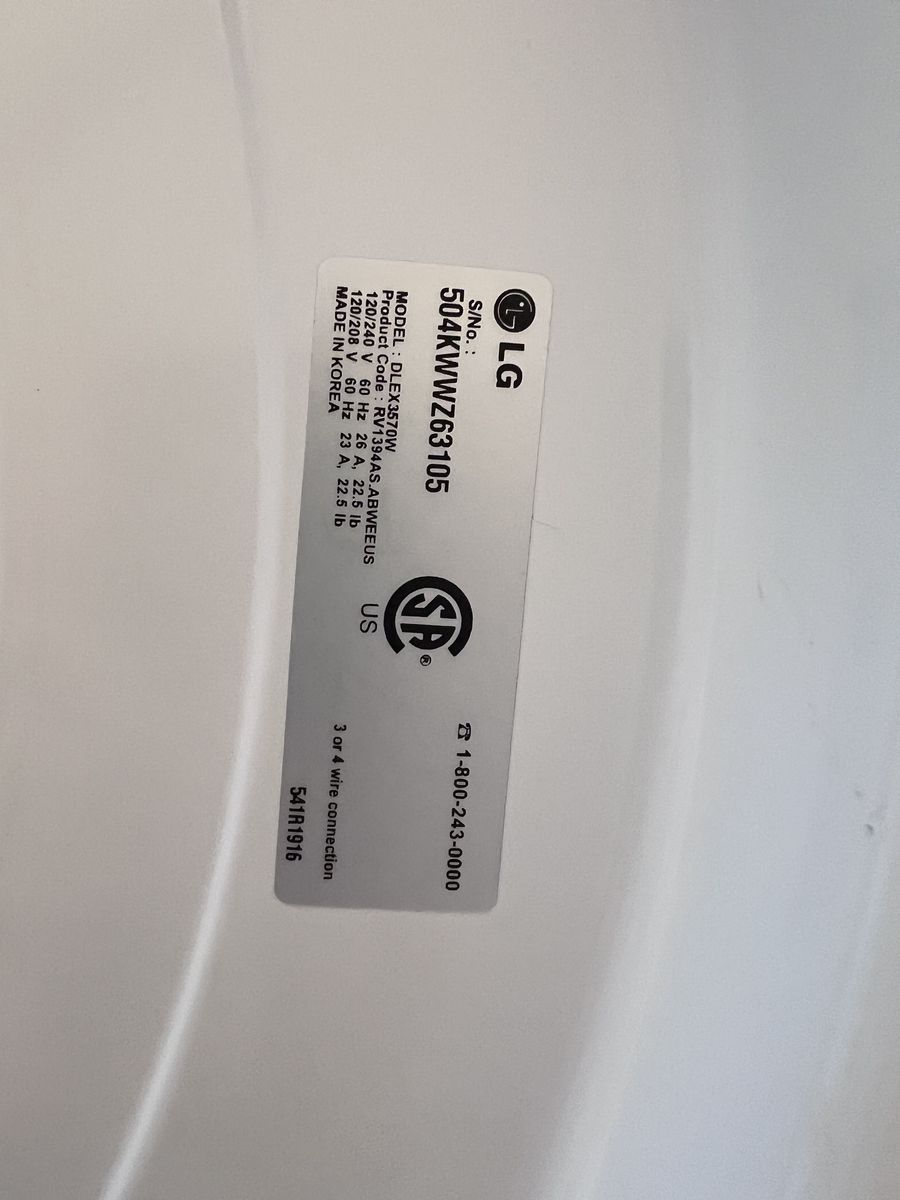 LG
S/No. :
504KWWZ63105
MODEL : DLEX3570W
Product Code : RV1394AS.ABWEEUS
120/240 V 60 Hz 26 A, 22.5 lb
120/208 V 60 Hz 23 A, 22.5 lb
MADE IN KOREA
SA ®
US
☎ 1-800-243-0000
3 or 4 wire connection
541R1916